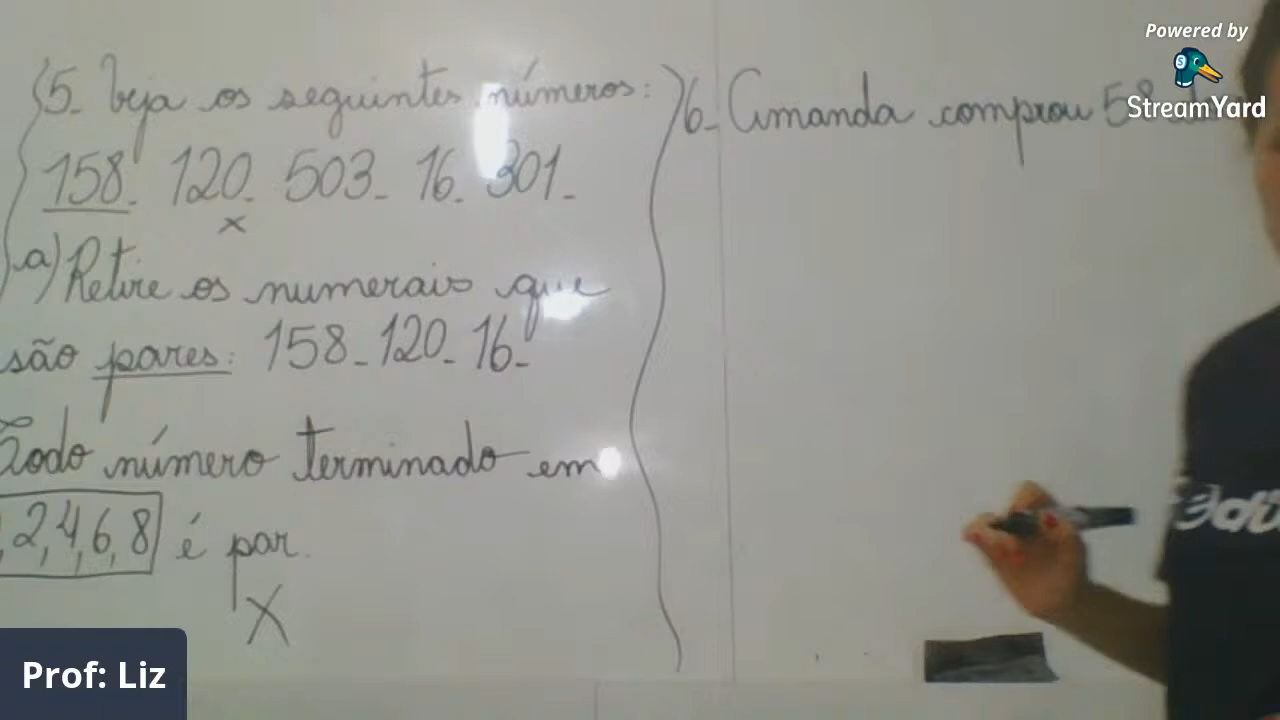 5. Veja os seguintes números:
158. 120. 503. 16. 301.
x
a) Retire os numerais que
são pares: 158. 120. 16.
Todo número terminado em
, 2, 4, 6, 8 é par.
X
6. Amanda comprou 58
Powered by
StreamYard
Prof: Liz